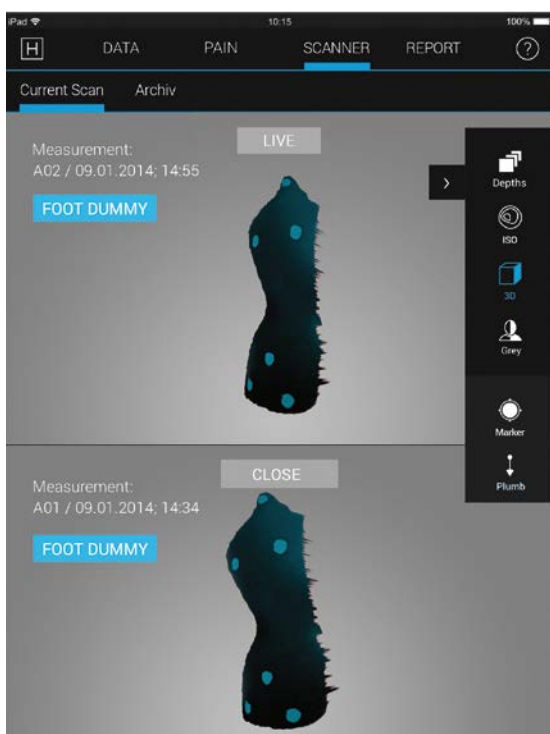 iPad 10:15 100%
H DATA PAIN SCANNER REPORT ?
Current Scan Archiv
LIVE
Measurement:
A02 / 09.01.2014; 14:55
FOOT DUMMY
>
Depths
ISO
3D
Grey
Marker
Plumb
CLOSE
Measurement:
A01 / 09.01.2014; 14:34
FOOT DUMMY